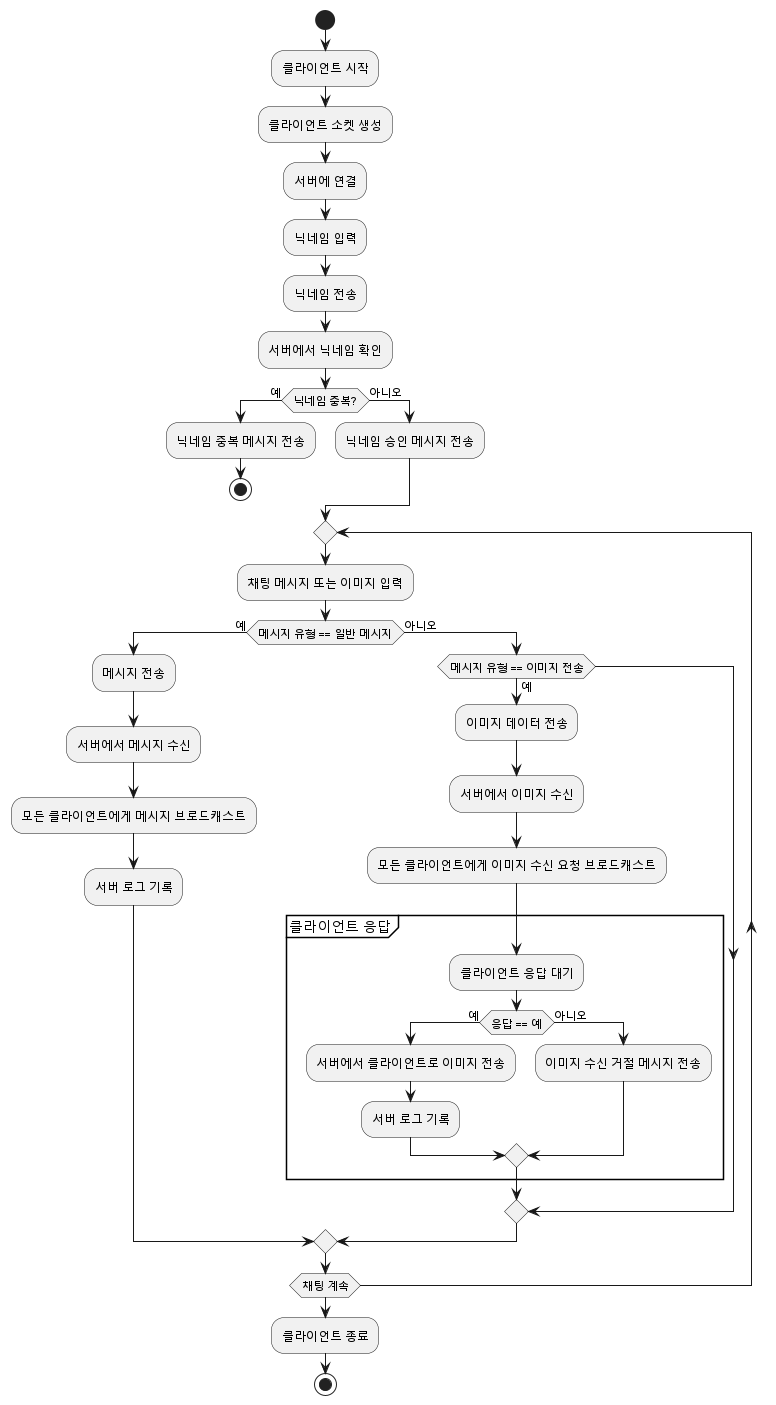 클라이언트 시작
클라이언트 소켓 생성
서버에 연결
닉네임 입력
닉네임 전송
서버에서 닉네임 확인
예
닉네임 중복?
아니오
닉네임 중복 메시지 전송
닉네임 승인 메시지 전송
채팅 메시지 또는 이미지 입력
예
메시지 유형 == 일반 메시지
아니오
메시지 전송
서버에서 메시지 수신
모든 클라이언트에게 메시지 브로드캐스트
서버 로그 기록
메시지 유형 == 이미지 전송
예
이미지 데이터 전송
서버에서 이미지 수신
모든 클라이언트에게 이미지 수신 요청 브로드캐스트
클라이언트 응답
클라이언트 응답 대기
예
응답 == 예
아니오
서버에서 클라이언트로 이미지 전송
이미지 수신 거절 메시지 전송
서버 로그 기록
채팅 계속
클라이언트 종료